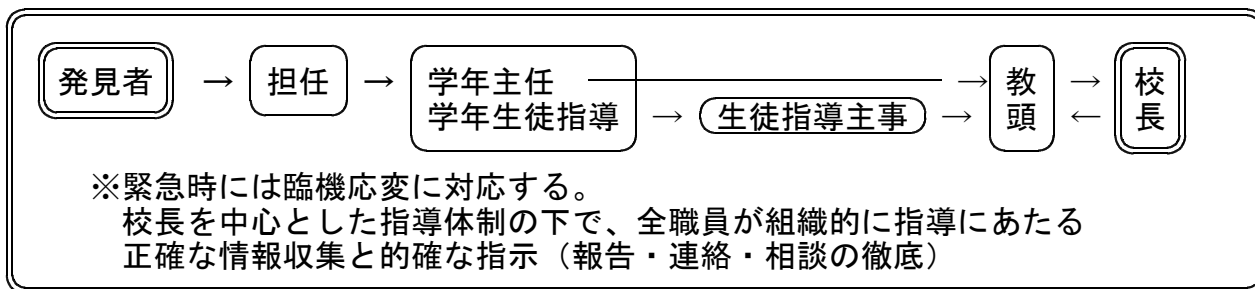 発見者 → 担任 → 学年主任 → 教頭 → 校長
学年生徒指導 → 生徒指導主事 → ←
※緊急時には臨機応変に対応する。
校長を中心とした指導体制の下で、全職員が組織的に指導にあたる
正確な情報収集と的確な指示（報告・連絡・相談の徹底）